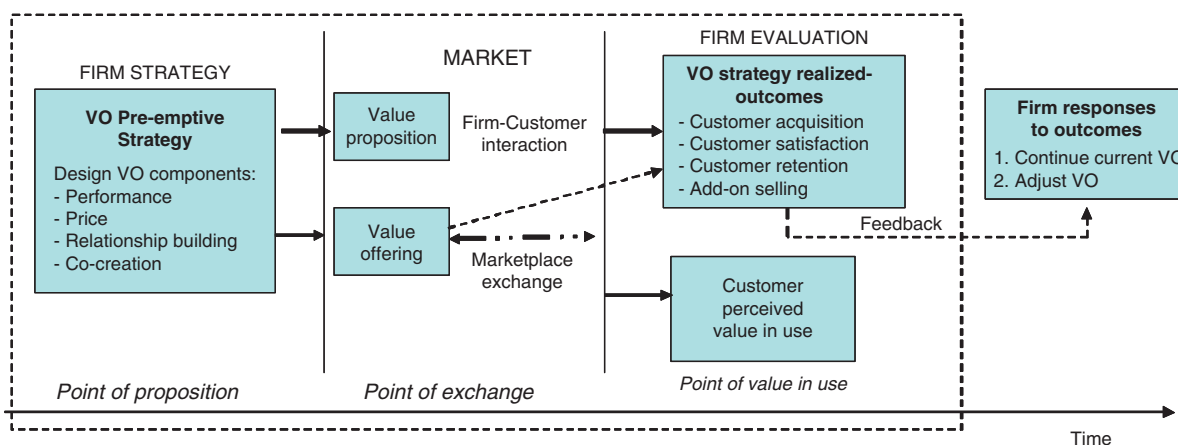 FIRM STRATEGY
VO Pre-emptive
Strategy
Design VO components:
- Performance
- Price
- Relationship building
- Co-creation
Point of proposition
MARKET
Value
proposition
Firm-Customer
interaction
Value
offering
Marketplace
exchange
Point of exchange
FIRM EVALUATION
VO strategy realized-
outcomes
- Customer acquisition
- Customer satisfaction
- Customer retention
- Add-on selling
Feedback
Customer
perceived
value in use
Point of value in use
Firm responses
to outcomes
1. Continue current VO
2. Adjust VO
Time